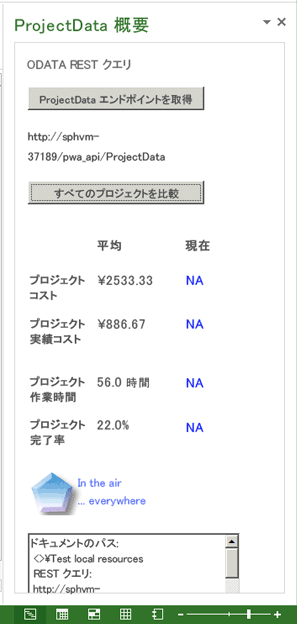 ProjectData 概要
ODATA REST クエリ
ProjectData エンドポイントを取得
http://sphvm-
37189/pwa_api/ProjectData
すべてのプロジェクトを比較
平均 現在
プロジェクト コスト ¥2533.33 NA
プロジェクト 実績コスト ¥886.67 NA
プロジェクト 作業時間 56.0 時間 NA
プロジェクト 完了率 22.0% NA
In the air
... everywhere
ドキュメントのパス:
<>¥Test local resources
REST クエリ:
http://sphvm-